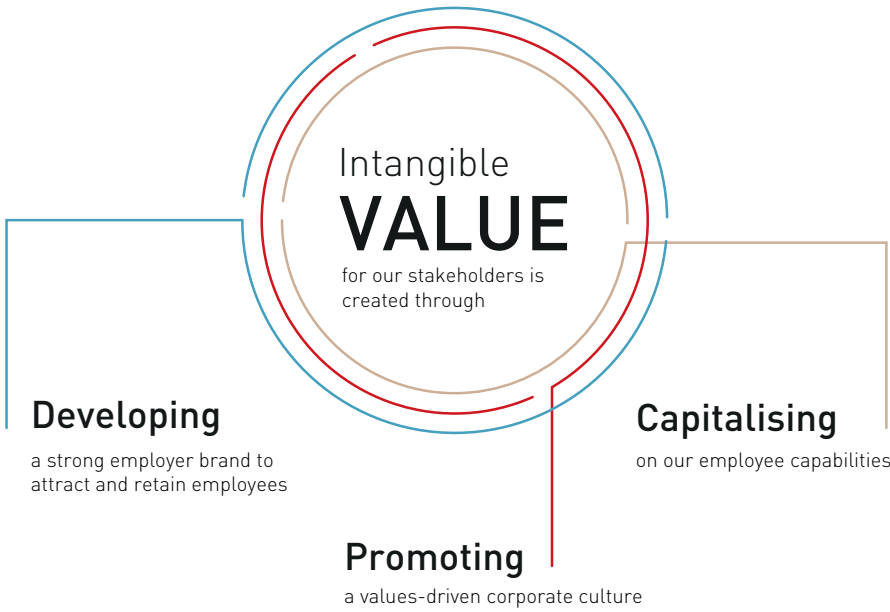 Intangible
VALUE
for our stakeholders is
created through
Developing
a strong employer brand to
attract and retain employees
Capitalising
on our employee capabilities
Promoting
a values-driven corporate culture